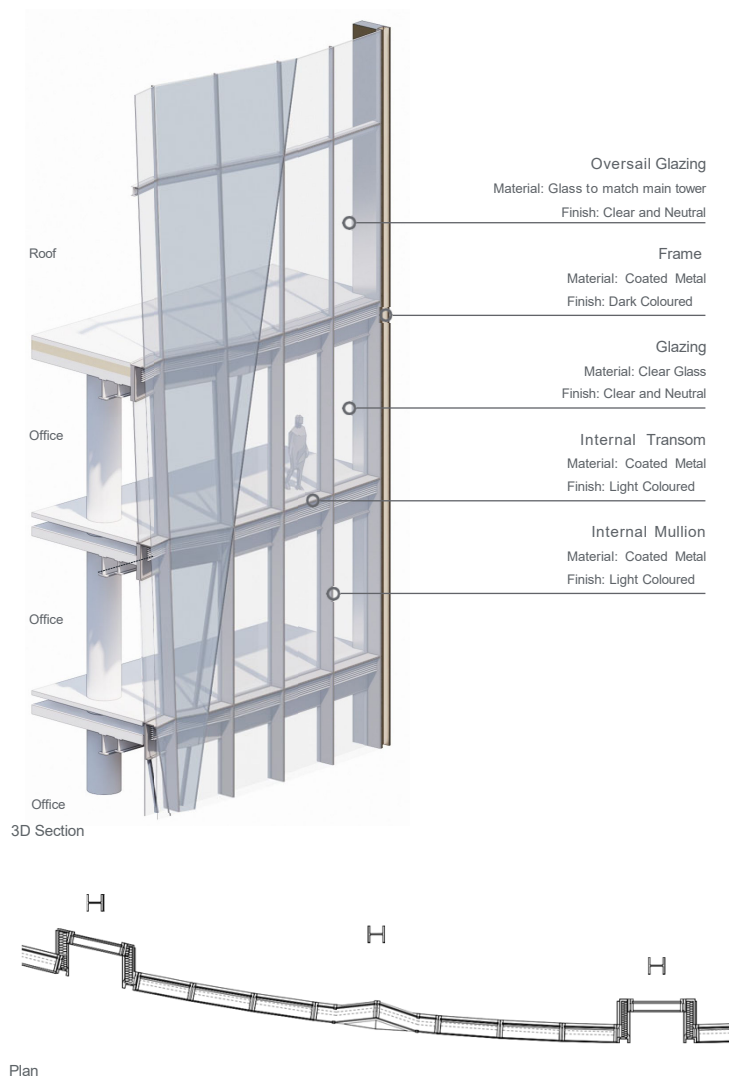 Oversail Glazing
Material: Glass to match main tower
Finish: Clear and Neutral
Roof
Frame
Material: Coated Metal
Finish: Dark Coloured
Glazing
Material: Clear Glass
Finish: Clear and Neutral
Office
Internal Transom
Material: Coated Metal
Finish: Light Coloured
Internal Mullion
Material: Coated Metal
Finish: Light Coloured
Office
Office
3D Section
Plan